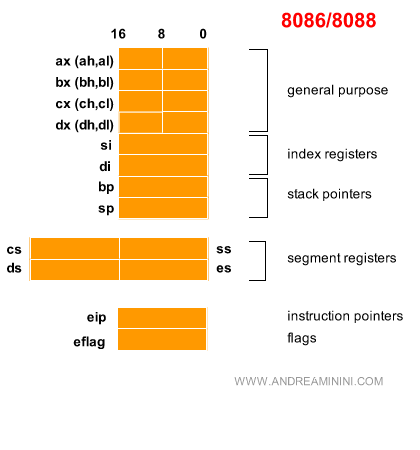 8086/8088
16 8 0
ax (ah,al)
bx (bh,bl) general purpose
cx (ch,cl)
dx (dh,dl)
si
index registers
di
bp
stack pointers
sp
cs ss
segment registers
ds es
eip instruction pointers
eflag flags
WWW.ANDREAMININI.COM